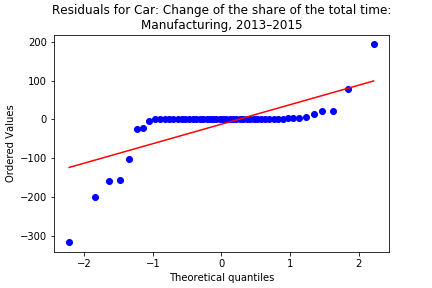 Residuals for Car: Change of the share of the total time:
Manufacturing, 2013–2015
200
100
0
−100
−200
−300
Ordered Values
−2
−1
0
1
2
Theoretical quantiles